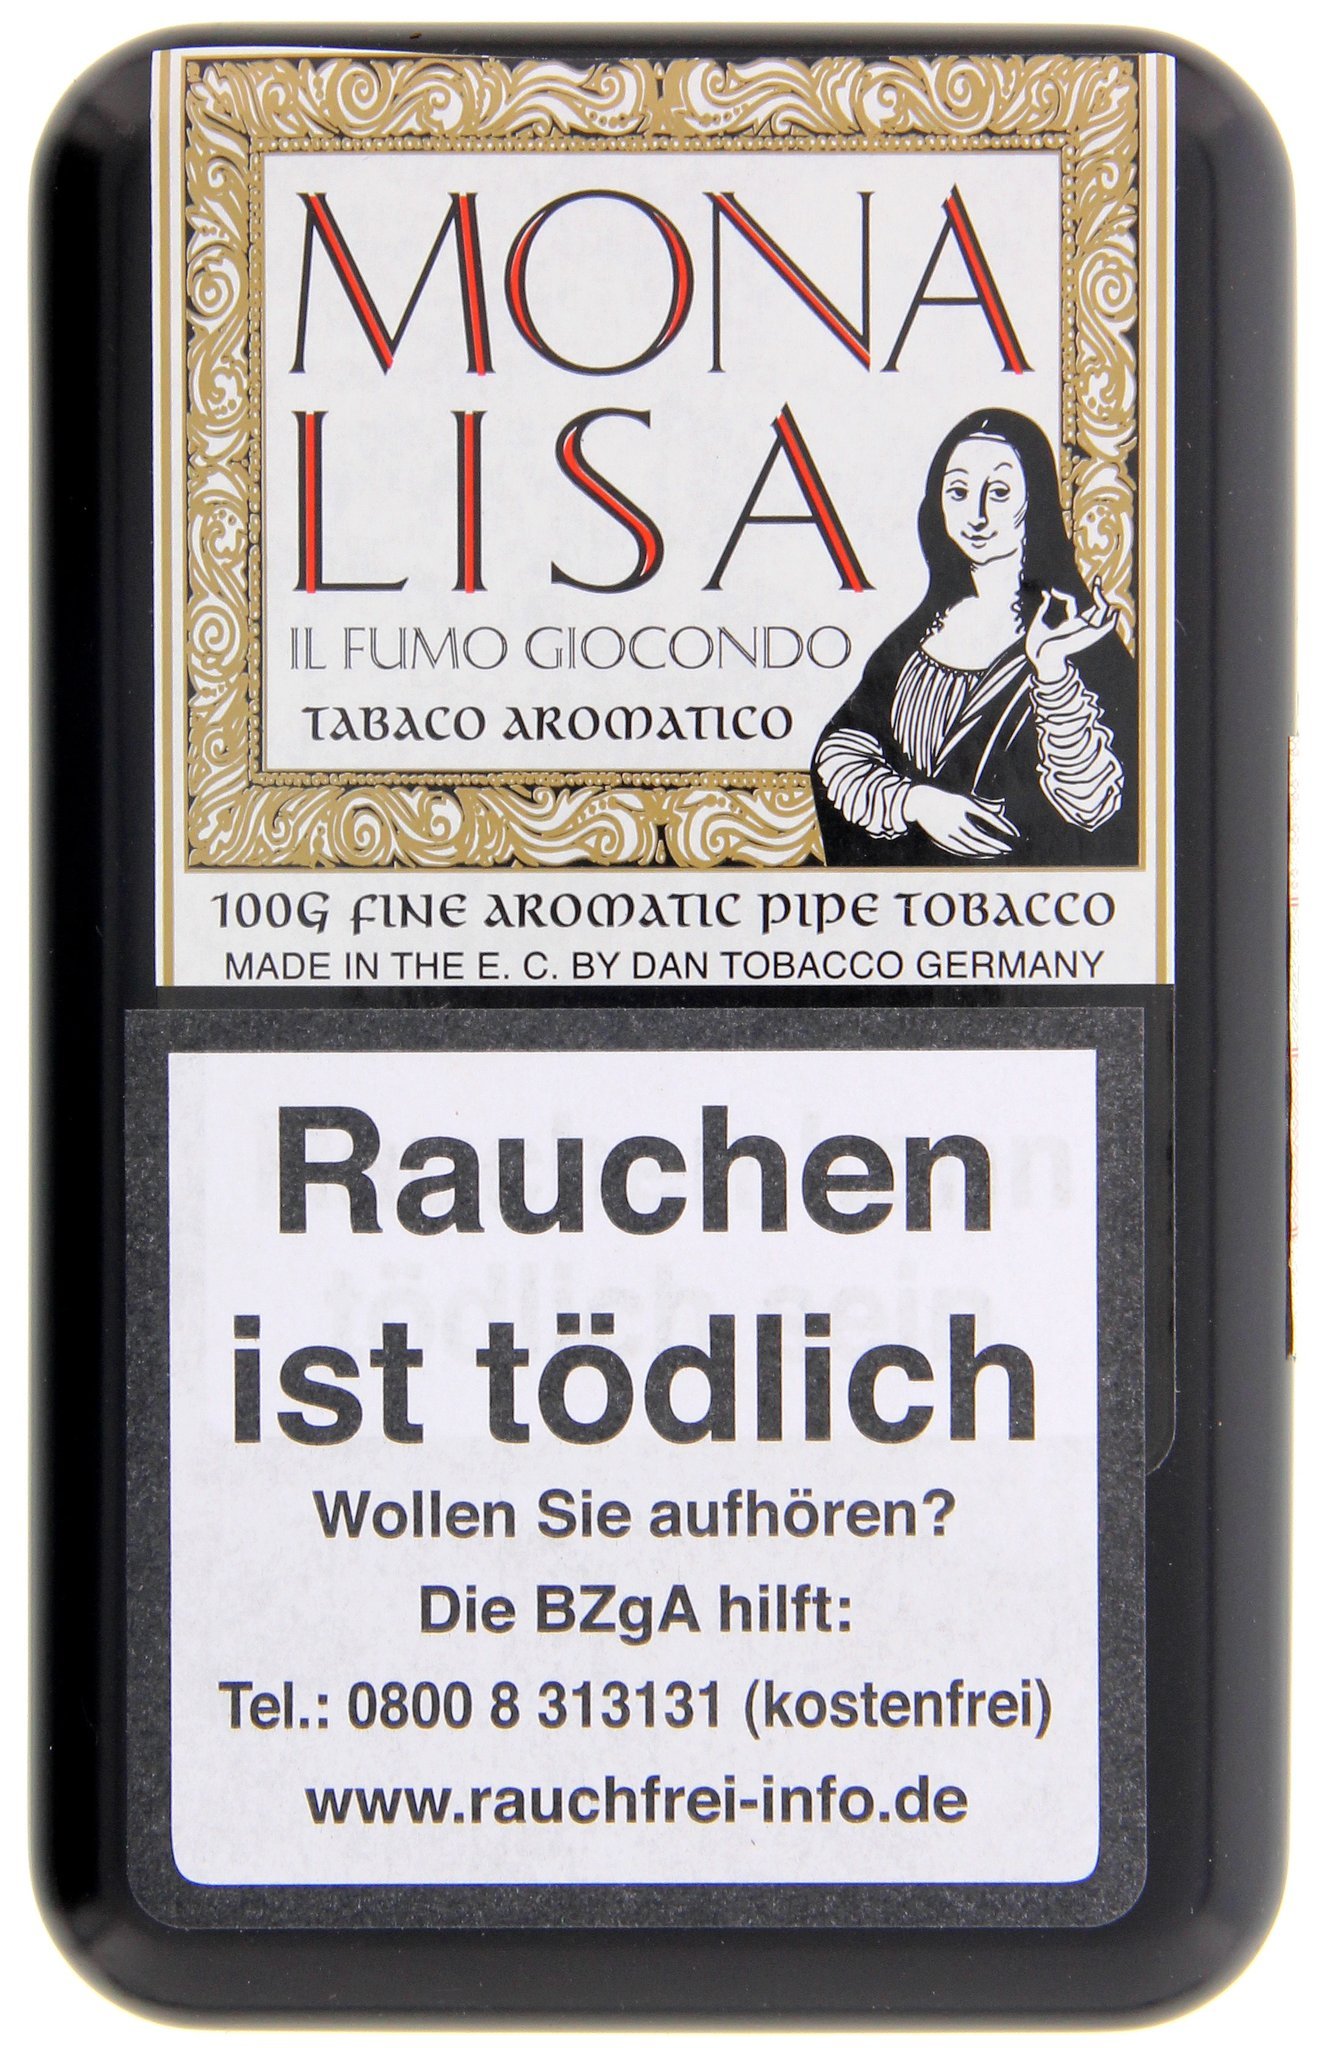 MONA
LISA
IL FUMO GIOCONDO
TABACO AROMATICO
100G FINE AROMATIC PIPE TOBACCO
MADE IN THE E. C. BY DAN TOBACCO GERMANY
Rauchen
ist tödlich
Wollen Sie aufhören?
Die BZgA hilft:
Tel.: 0800 8 313131 (kostenfrei)
www.rauchfrei-info.de